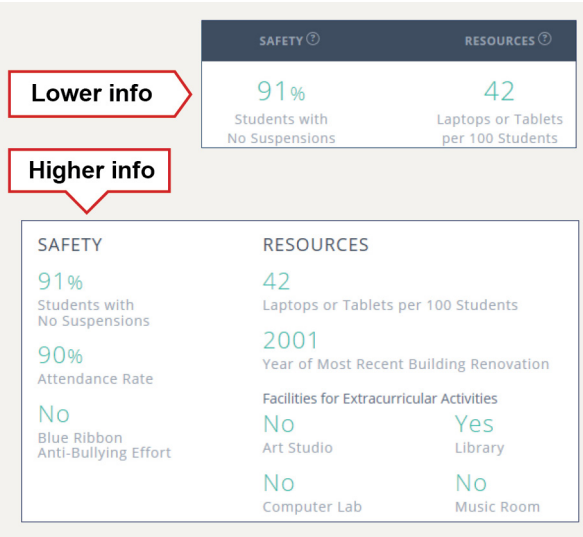 SAFETY ? RESOURCES ?
Lower info
91% 42
Students with Laptops or Tablets
No Suspensions per 100 Students
Higher info
SAFETY
91%
Students with
No Suspensions
90%
Attendance Rate
No
Blue Ribbon
Anti-Bullying Effort
RESOURCES
42
Laptops or Tablets per 100 Students
2001
Year of Most Recent Building Renovation
Facilities for Extracurricular Activities
No Yes
Art Studio Library
No No
Computer Lab Music Room